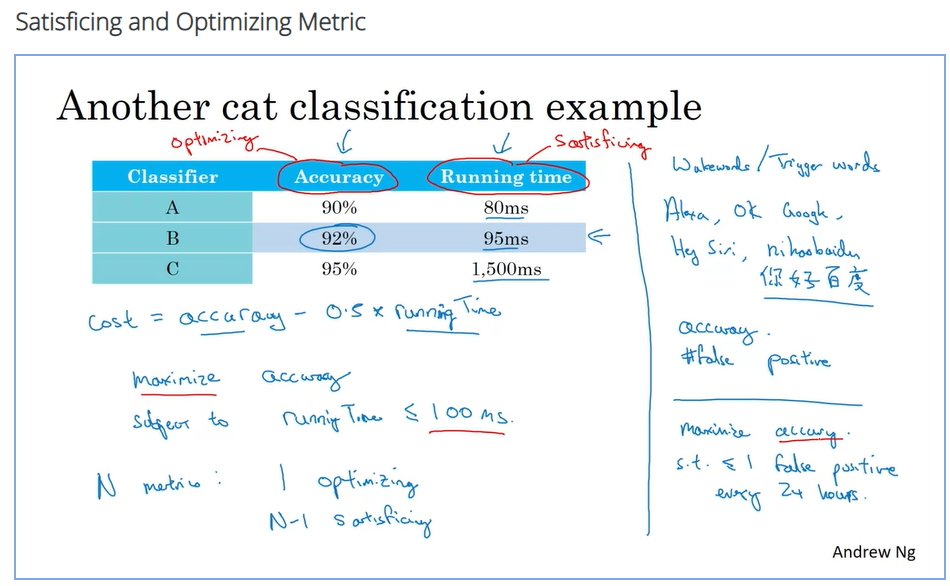 Satisficing and Optimizing Metric
Another cat classification example
optimizing
satisficing
Classifier Accuracy Running time
A 90% 80ms
B 92% 95ms
C 95% 1,500ms
cost = accuracy - 0.5 x running Time
maximize accuracy
subject to running Time ≤ 100 ms.
N metrics : 1 optimizing
N-1 satisficing
Wakewords / Trigger words
Alexa, OK Google,
Hey Siri, nihaobaidu
你好百度
accuracy.
#false positive
maximize accuracy.
s.t. ≤ 1 false positive
every 24 hours.
Andrew Ng